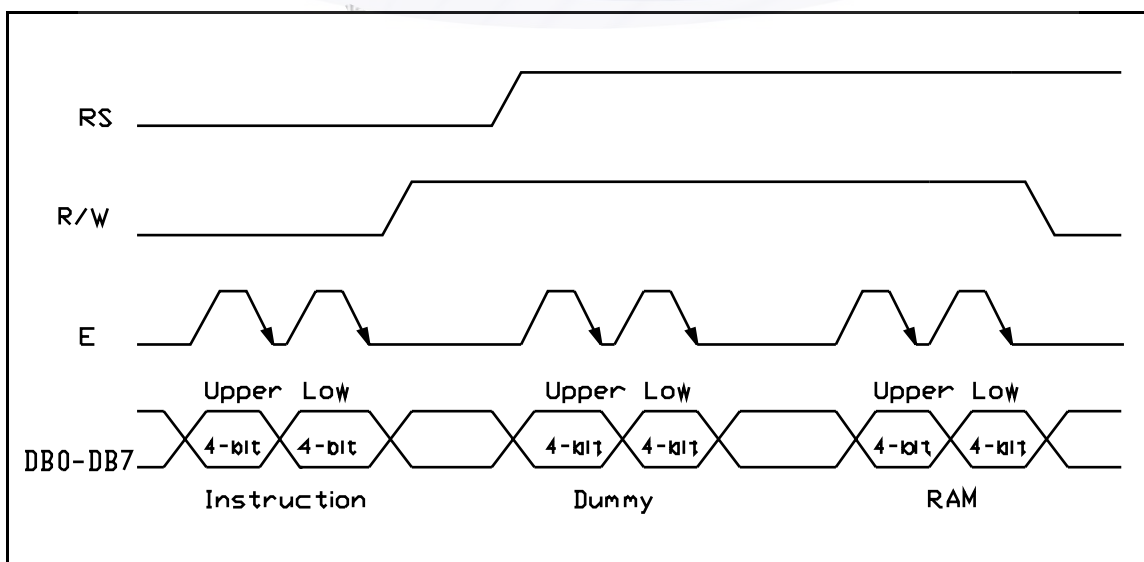 RS
R/W
E
Upper Low Upper Low Upper Low
DB0-DB7 4-bit 4-bit 4-bit 4-bit 4-bit 4-bit
Instruction Dummy RAM